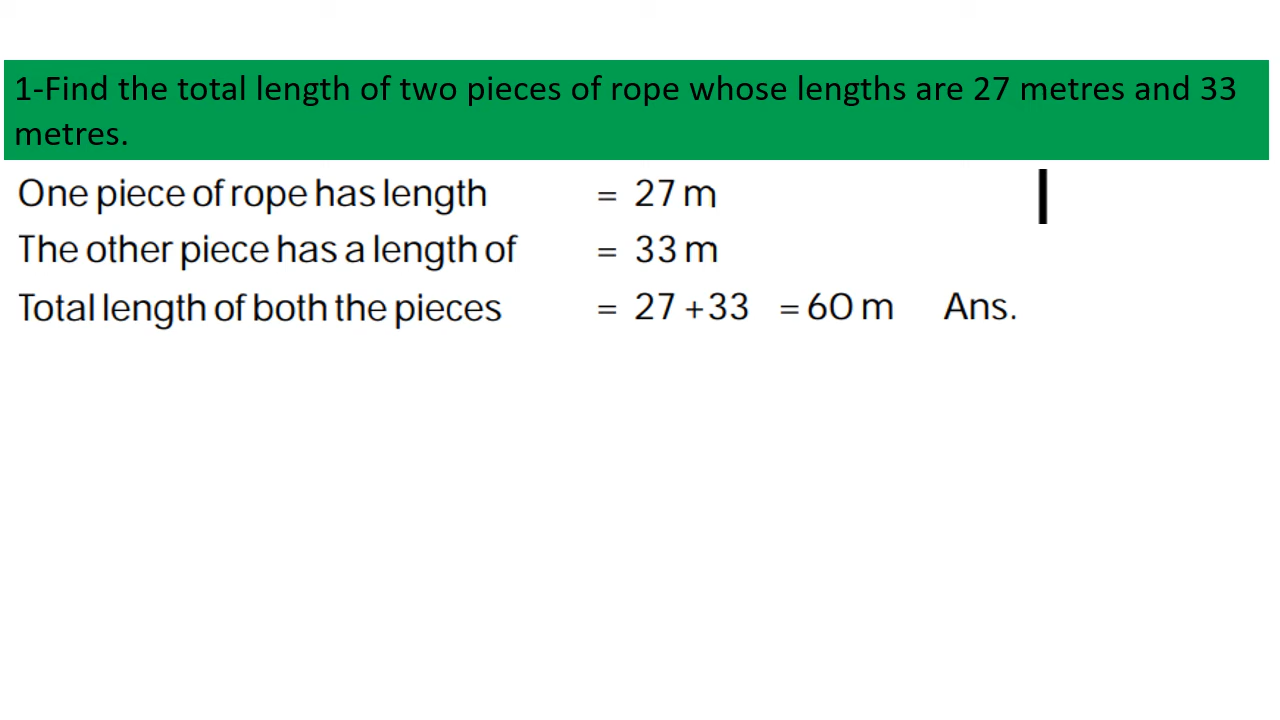 1-Find the total length of two pieces of rope whose lengths are 27 metres and 33
metres.
One piece of rope has length = 27 m
The other piece has a length of = 33 m
Total length of both the pieces = 27 +33 = 60 m Ans.